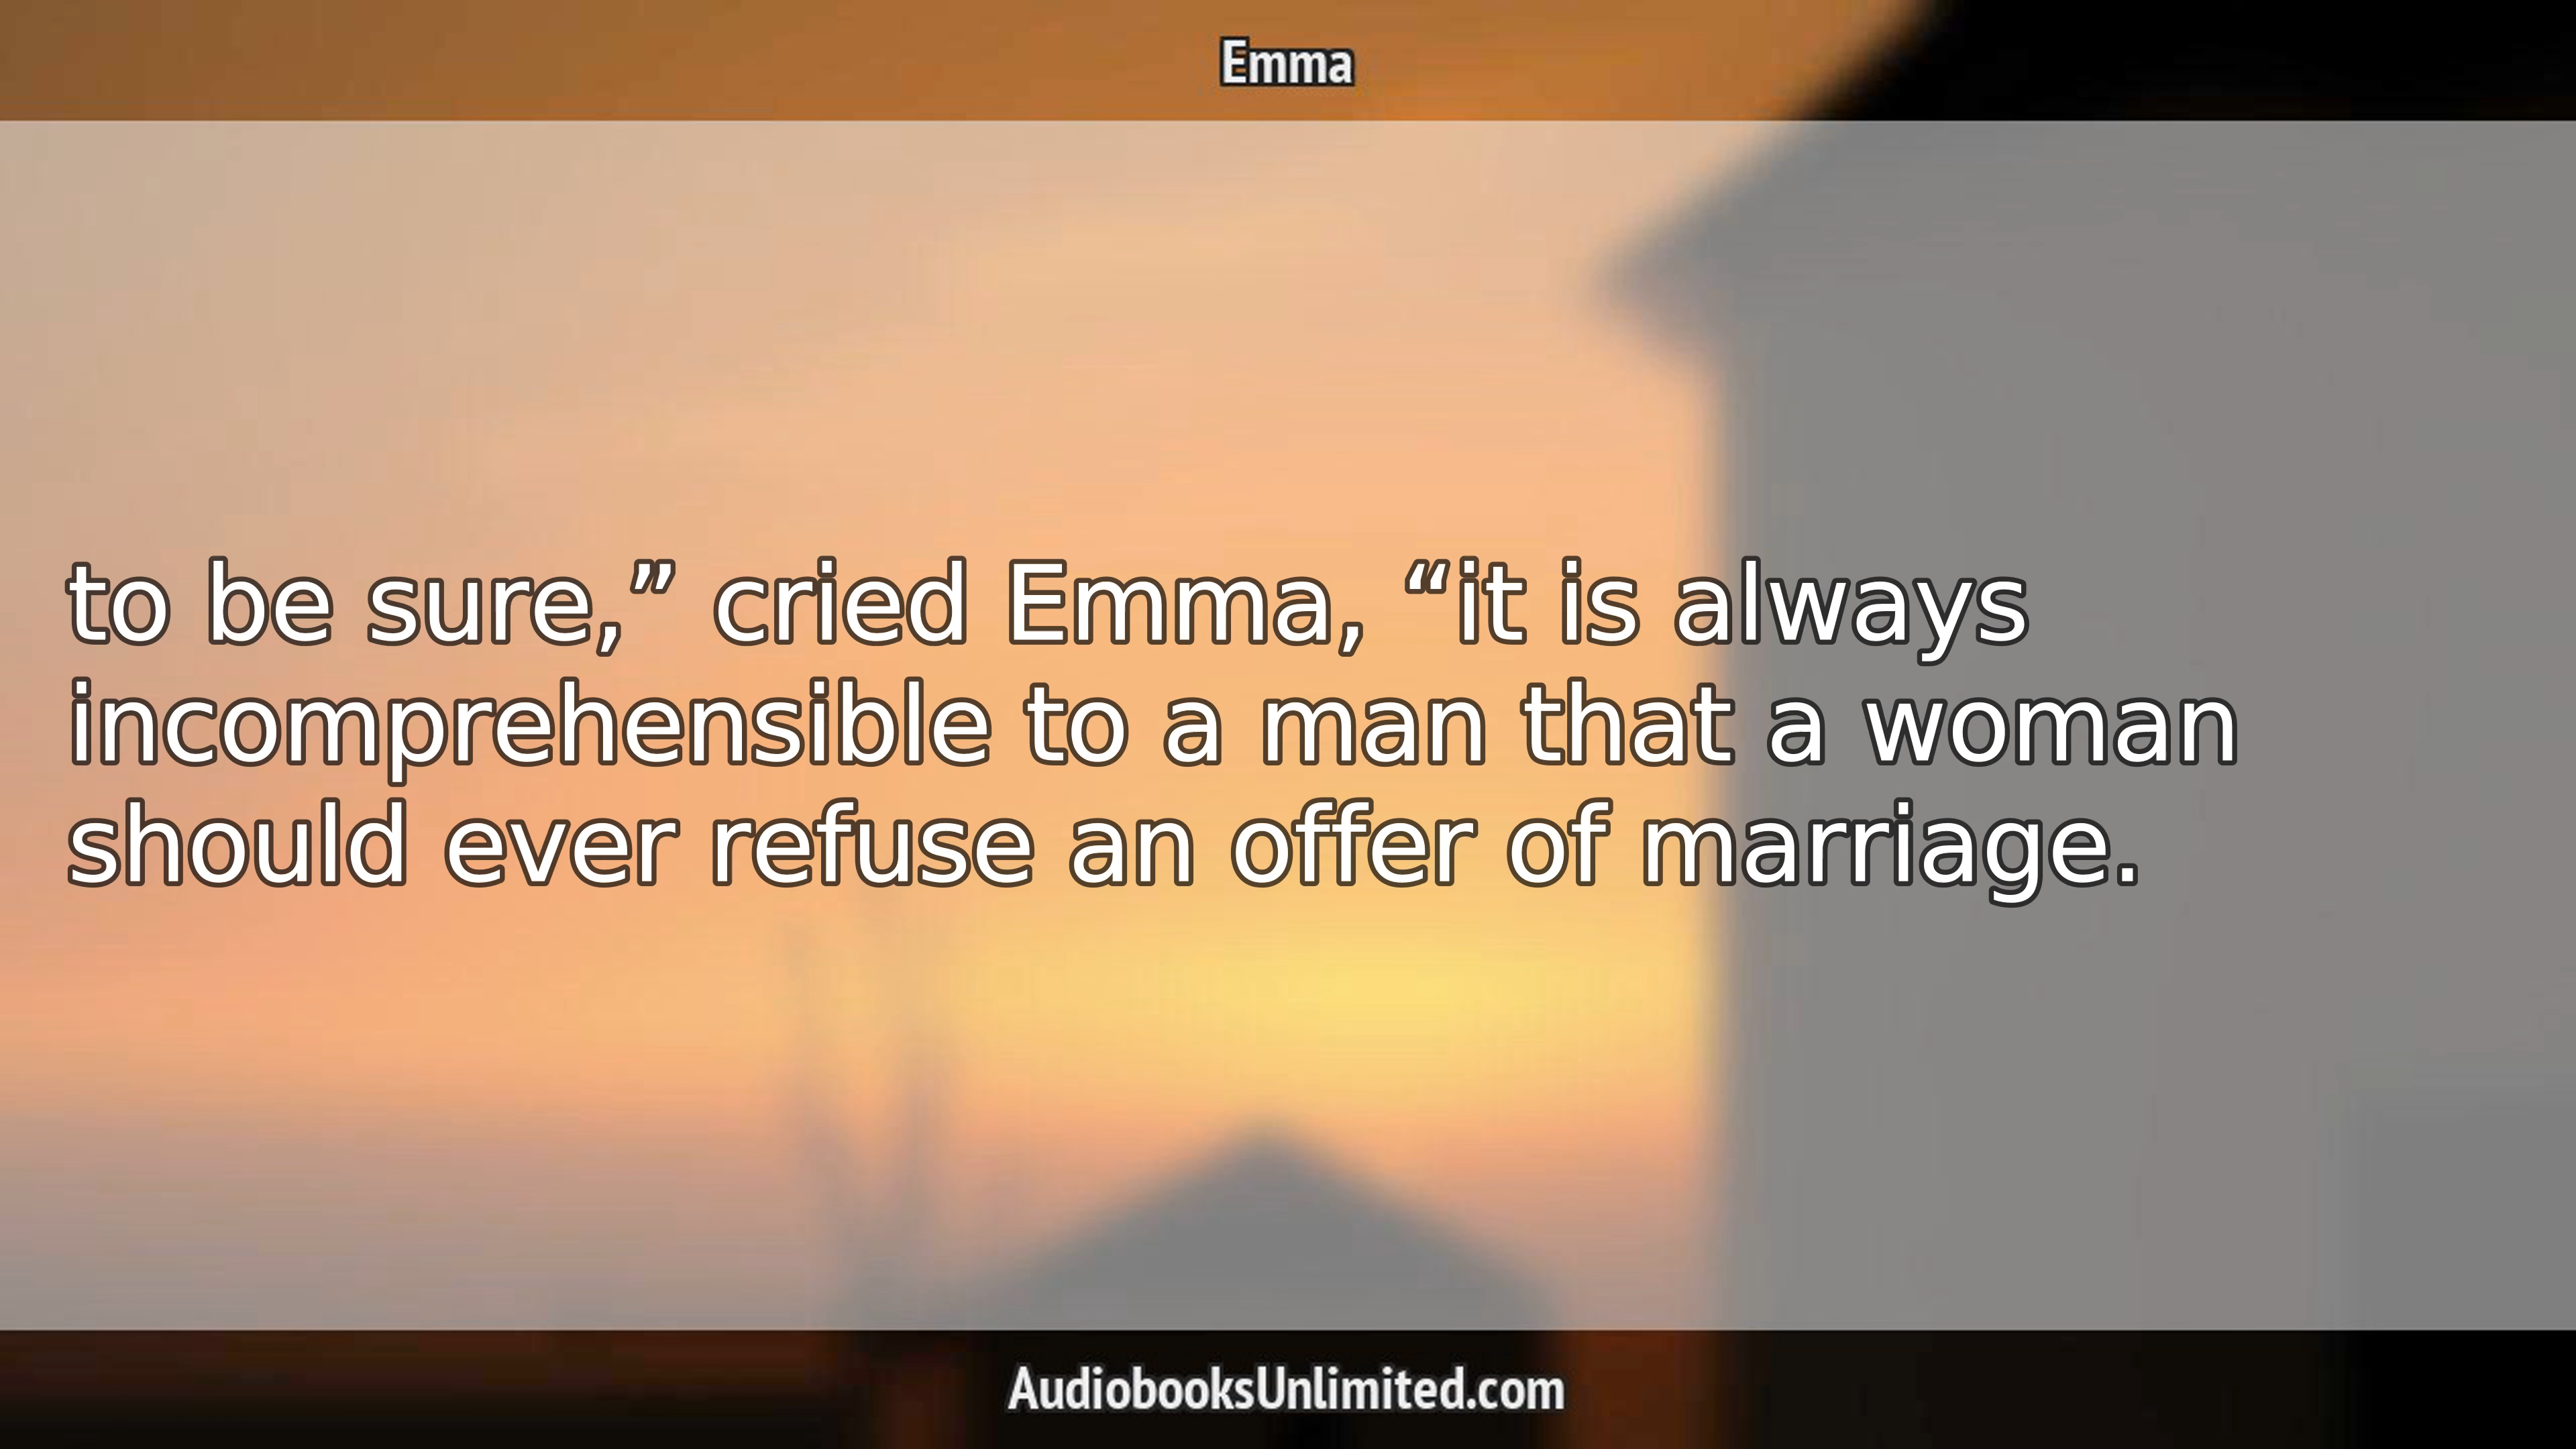 Emma
to be sure,” cried Emma, “it is always
incomprehensible to a man that a woman
should ever refuse an offer of marriage.
AudiobooksUnlimited.com